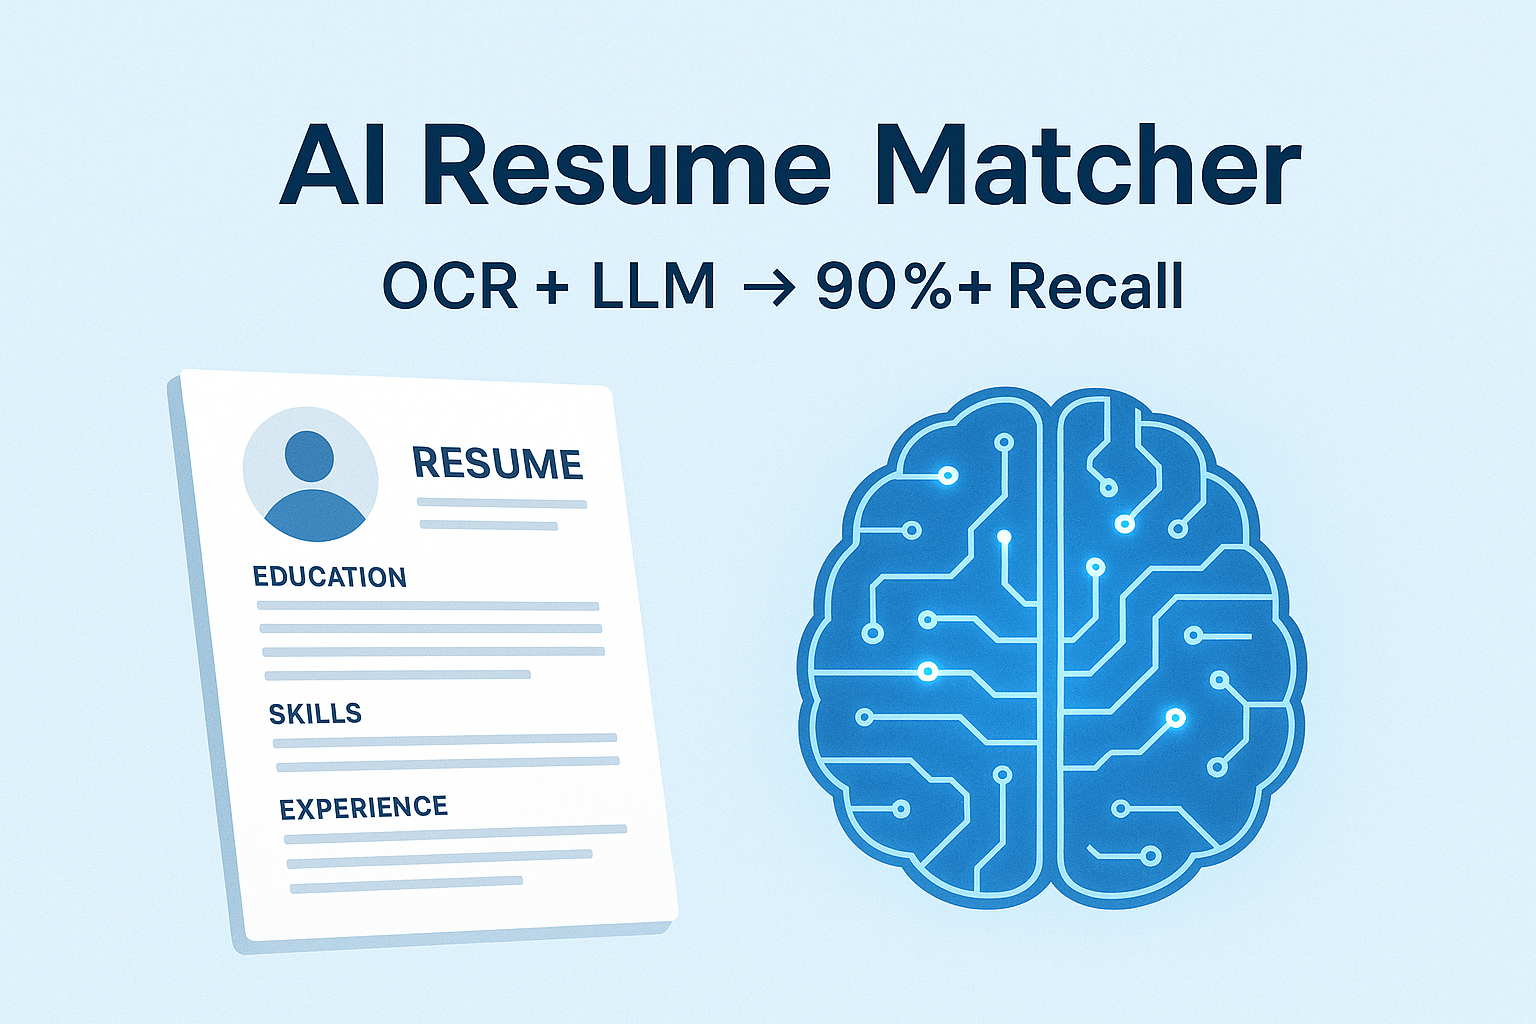 AI Resume Matcher
OCR + LLM → 90%+ Recall
RESUME
EDUCATION
SKILLS
EXPERIENCE